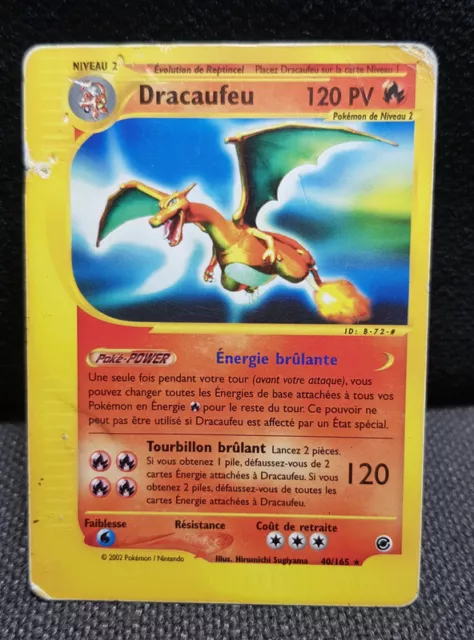 NIVEAU 2 Évolution de Reptincel Placez Dracaufeu sur la carte Niveau 1
Dracaufeu 120 PV
Pokémon de Niveau 2
ID: B-72-#
Poké-POWER Énergie brûlante
Une seule fois pendant votre tour (avant votre attaque), vous
pouvez changer toutes les Énergies de base attachées à tous vos
Pokémon en Énergie pour le reste du tour. Ce pouvoir ne
peut pas être utilisé si Dracaufeu est affecté par un État spécial.
Tourbillon brûlant Lancez 2 pièces.
Si vous obtenez 1 pile, défaussez-vous de 2
cartes Énergie attachées à Dracaufeu. Si vous
obtenez 2 piles, défaussez-vous de toutes les
cartes Énergie attachées à Dracaufeu.
120
Faiblesse Résistance Coût de retraite
© 2002 Pokémon / Nintendo Illus. Hiromichi Sugiyama 40/165 ★